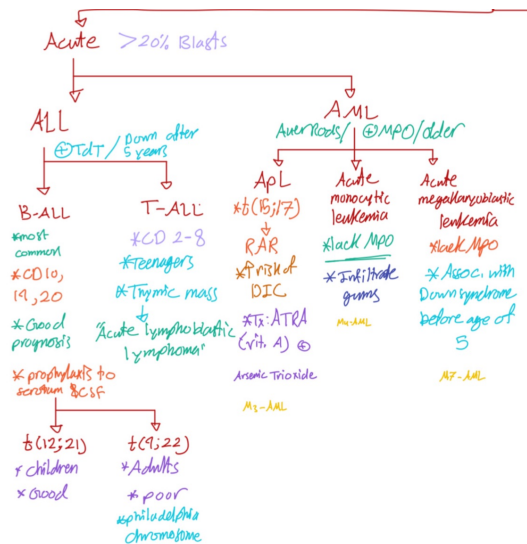 Acute >20% Blasts
ALL
⊕TdT / Down after
5 years
B-ALL
*most
common
*CD10,
19, 20
*Good
prognosis
*prophylaxis to
scrotum & CSF
t(12;21)
*children
*Good
t(9;22)
*Adults
*poor
*philadelphia
chromosome
T-ALL
*CD 2-8
*Teenagers
*Thymic mass
"Acute lymphoblastic
lymphoma"
AML
Auer Rods/ ⊕MPO/older
APL
*t(15;17)
RAR
*↑risk of
DIC
*Tx: ATRA
(vit. A) ⊕
Arsenic Trioxide
M3-AML
Acute
monocytic
leukemia
*lack MPO
*Infiltrate
gums
Acute
megakaryoblastic
leukemia
*lack MPO
*Assoc. with
Down syndrome
before age of
5
M7-AML